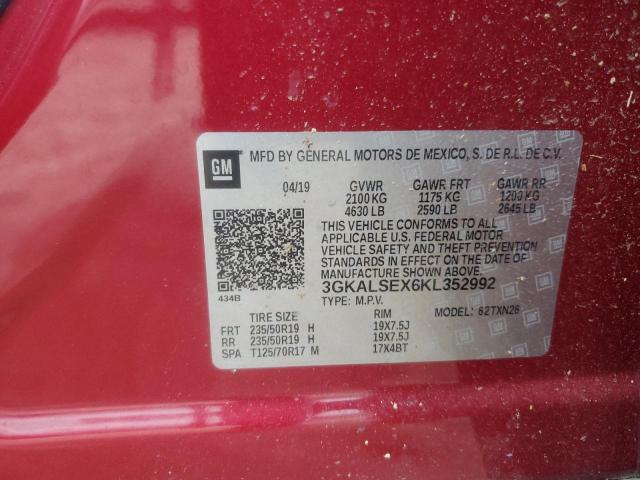 GM MFD BY GENERAL MOTORS DE MEXICO, S. DE R.L. DE C.V.
04/19 GVWR GAWR FRT GAWR RR
2100 KG 1175 KG 1200 KG
4630 LB 2590 LB 2645 LB
THIS VEHICLE CONFORMS TO ALL
APPLICABLE U.S. FEDERAL MOTOR
VEHICLE SAFETY AND THEFT PREVENTION
STANDARDS IN EFFECT ON THE DATE OF
MANUFACTURE SHOWN ABOVE.
434B 3GKALSEX6KL352992
TYPE: M.P.V. MODEL: 62TXN26
TIRE SIZE RIM
FRT 235/50R19 H 19X7.5J
RR 235/50R19 H 19X7.5J
SPA T125/70R17 M 17X4BT